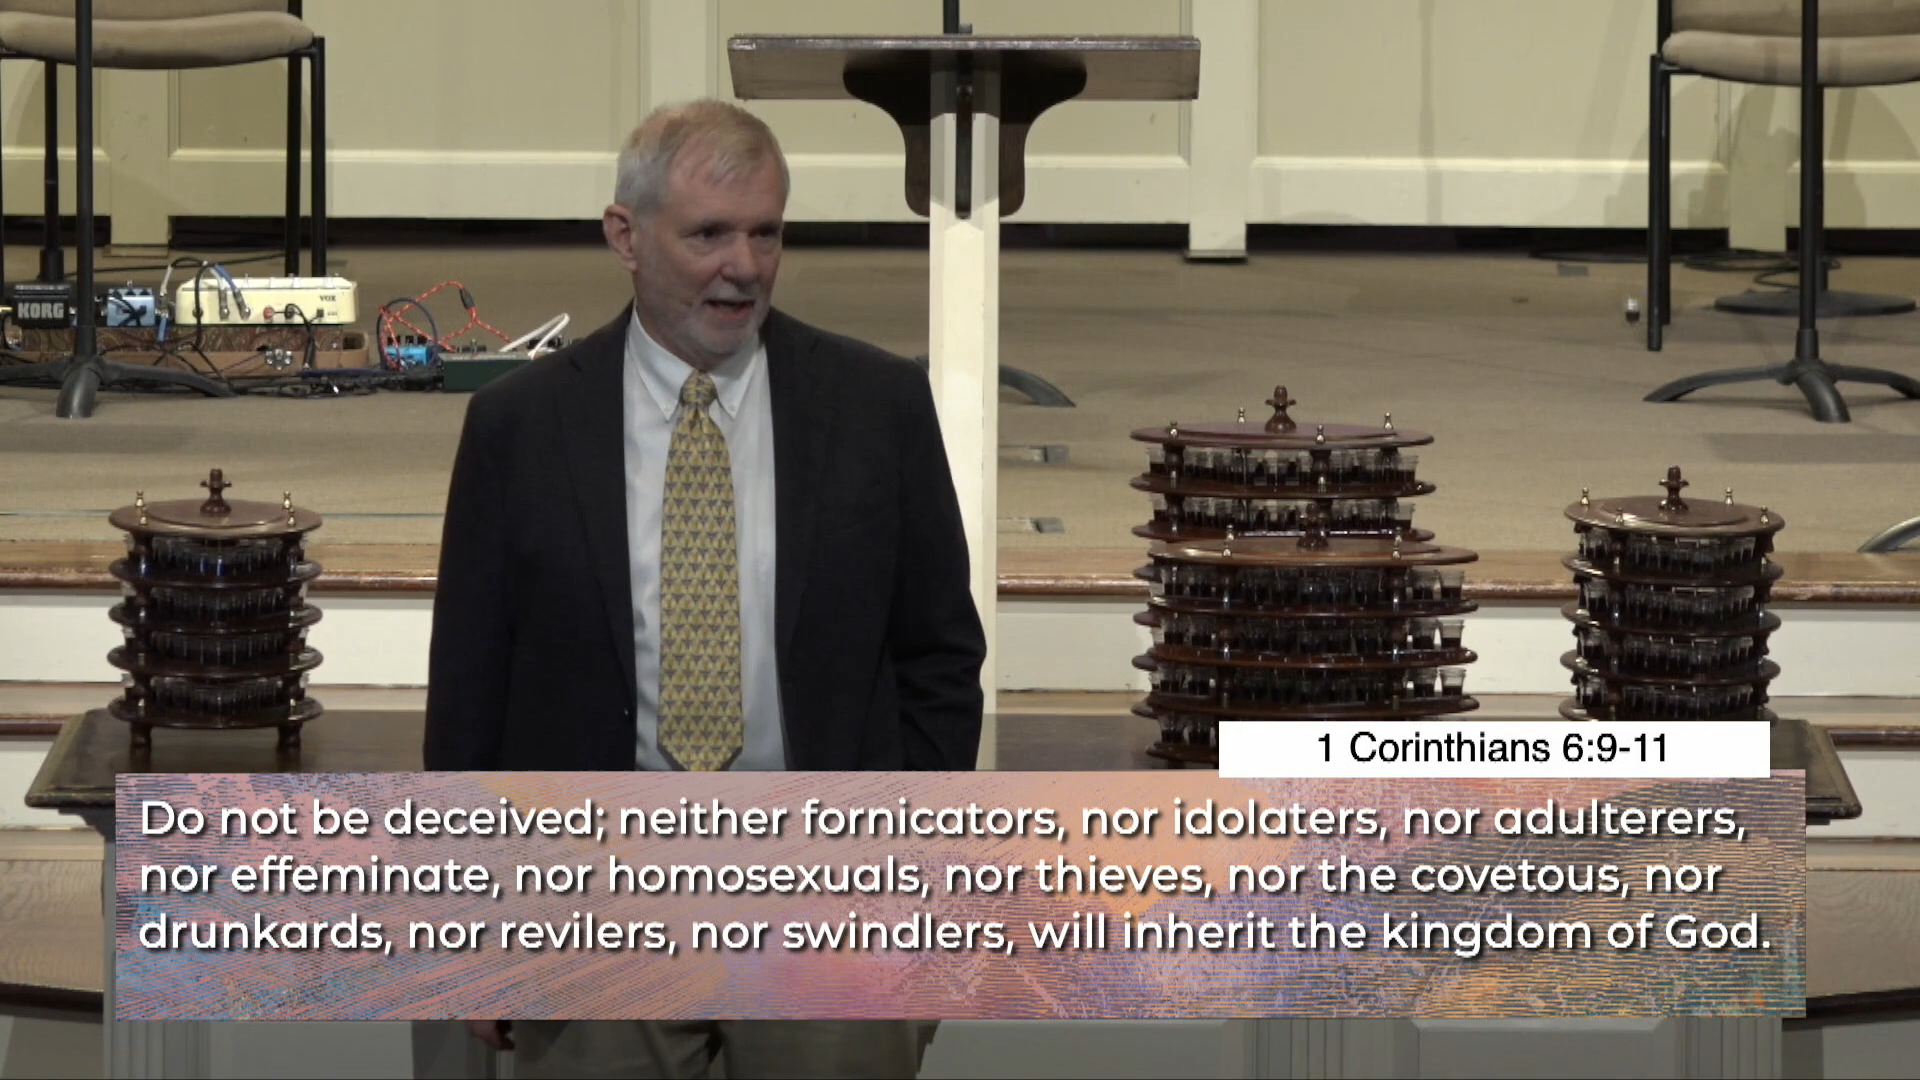 KORG
VOX
1 Corinthians 6:9-11
Do not be deceived; neither fornicators, nor idolaters, nor adulterers,
nor effeminate, nor homosexuals, nor thieves, nor the covetous, nor
drunkards, nor revilers, nor swindlers, will inherit the kingdom of God.